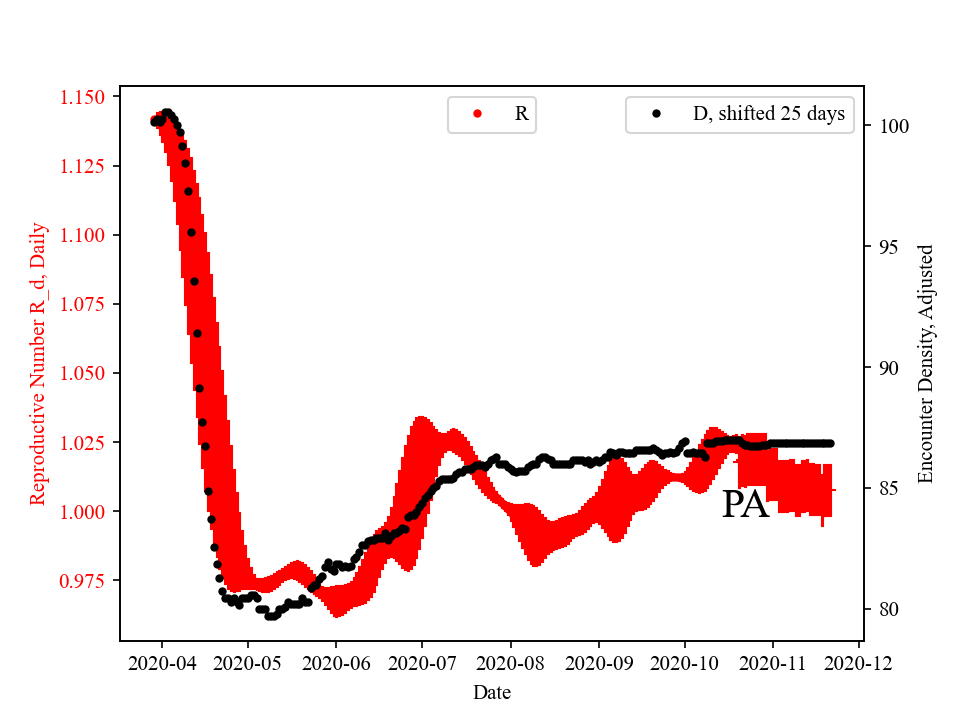 R
D, shifted 25 days
Reproductive Number R_d, Daily
1.150
1.125
1.100
1.075
1.050
1.025
1.000
0.975
100
95
90
85
80
Encounter Density, Adjusted
PA
2020-04 2020-05 2020-06 2020-07 2020-08 2020-09 2020-10 2020-11 2020-12
Date